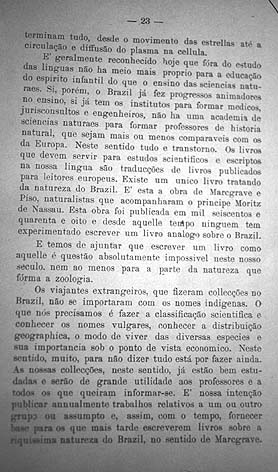 — 23 —
terminam tudo, desde o movimento das estrellas até a
circulação e diffusão do plasma na cellula.
E' geralmente reconhecido hoje que fóra do estudo
das linguas não ha meio mais proprio para a educação
do espirito infantil do que o ensino das sciencias natu-
raes. Si, porém, o Brazil já fez progressos animadores
no ensino, si já tem os institutos para formar medicos,
jurisconsultos e engenheiros, não ha uma academia de
sciencias naturaes para formar professores de historia
natural, que sejam mais ou menos comparaveis com os
da Europa. Neste sentido tudo e transtorno. Os livros
que devem servir para estudos scientificos e escriptos
na nossa lingua são traducções de livros publicados
para leitores europeus. Existe um unico livro tratando
da natureza do Brazil. E' esta a obra de Marcgrave e
Piso, naturalistas que acompanharam o principe Moritz
de Nassau. Esta obra foi publicada em mil seiscentos e
quarenta e oito e desde aquelle tempo ninguem tem
experimentado escrever um livro analogo sobre o Brazil.
E temos de ajuntar que escrever um livro como
aquelle é questão absolutamente impossivel neste nosso
seculo, nem ao menos para a parte da natureza que
fórma a zoologia.
Os viajantes extrangeiros, que fizeram collecções no
Brazil, não se importaram com os nomes indigenas. O
que nós precisamos é fazer a classificação scientifica e
conhecer os nomes vulgares, conhecer a distribuição
geographica, o modo de viver das diversas especies e
sua importancia sob o ponto de vista economico. Neste
sentido, muito, para não dizer tudo está por fazer ainda.
As nossas collecções, neste sentido, já estão bem estu-
dadas e serão de grande utilidade aos professores e a
todos os que queiram informar-se. E' nossa intenção
publicar annualmente trabalhos relativos a um ou outro
grupo ou assumpto e, assim, com o tempo, fornecer
base para os que mais tarde escreverem livros sobre a
riquissima natureza do Brazil, no sentido de Marcgrave.